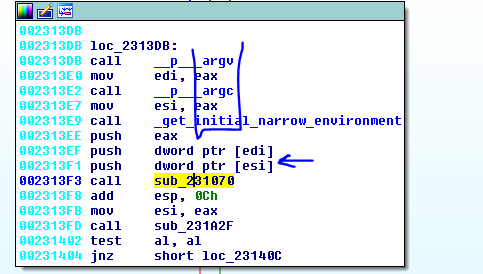 002313DB
002313DB loc_2313DB:
002313DB call __p___argv
002313E0 mov edi, eax
002313E2 call __p___argc
002313E7 mov esi, eax
002313E9 call _get_initial_narrow_environment
002313EE push eax
002313EF push dword ptr [edi]
002313F1 push dword ptr [esi]
002313F3 call sub_231070
002313F8 add esp, 0Ch
002313FB mov esi, eax
002313FD call sub_231A2F
00231402 test al, al
00231404 jnz short loc_23140C